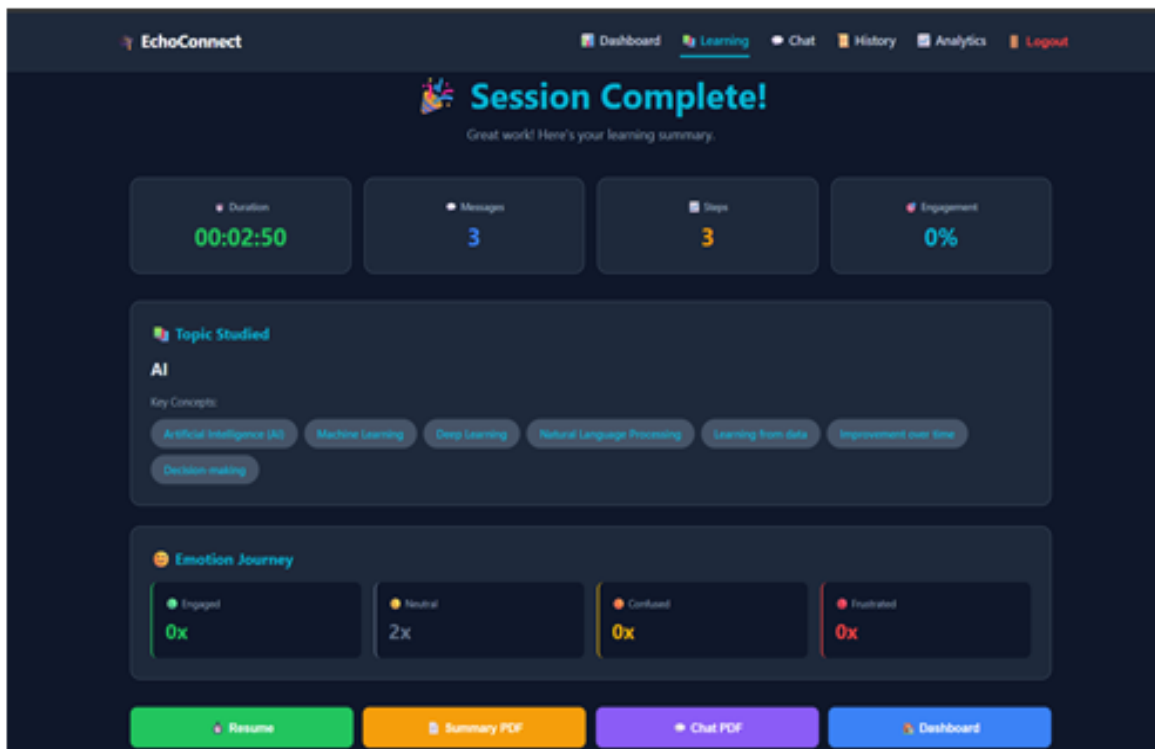 EchoConnect Dashboard Learning Chat History Analytics Logout
Session Complete!
Great work! Here's your learning summary.
Duration Messages Steps Engagement
00:02:50 3 3 0%
Topic Studied
AI
Key Concepts:
Artificial Intelligence (AI) Machine Learning Deep Learning Natural Language Processing Learning from data Improvement over time
Decision-making
Emotion Journey
Engaged Neutral Confused Frustrated
0x 2x 0x 0x
Resume Summary PDF Chat PDF Dashboard